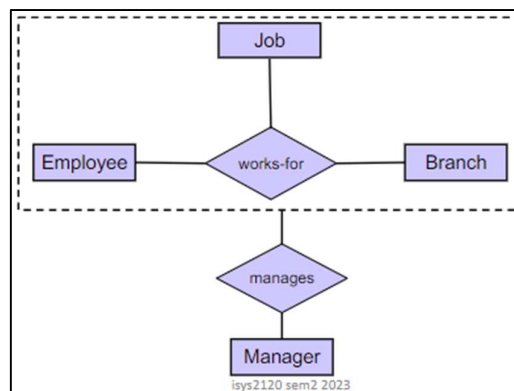 Job
Employee
works-for
Branch
manages
Manager
isys2120 sem2 2023